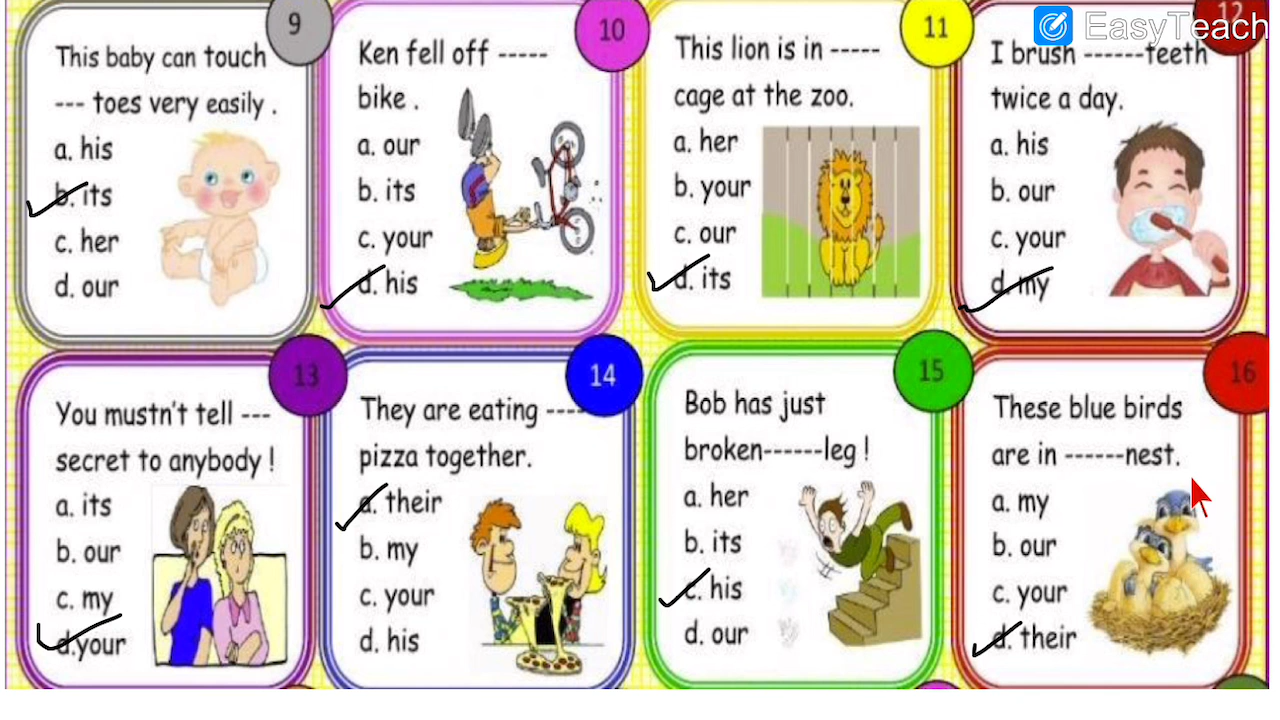 9
This baby can touch
--- toes very easily .
a. his
b. its
c. her
d. our
10
Ken fell off -----
bike .
a. our
b. its
c. your
d. his
11
This lion is in -----
cage at the zoo.
a. her
b. your
c. our
d. its
12
EasyTeach
I brush ------teeth
twice a day.
a. his
b. our
c. your
d. my
13
You mustn't tell ---
secret to anybody !
a. its
b. our
c. my
d.your
14
They are eating ----
pizza together.
a. their
b. my
c. your
d. his
15
Bob has just
broken------leg !
a. her
b. its
c. his
d. our
16
These blue birds
are in ------nest.
a. my
b. our
c. your
d. their